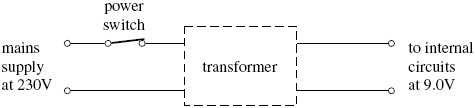 power
switch
mains
supply
at 230V
transformer
to internal
circuits
at 9.0V